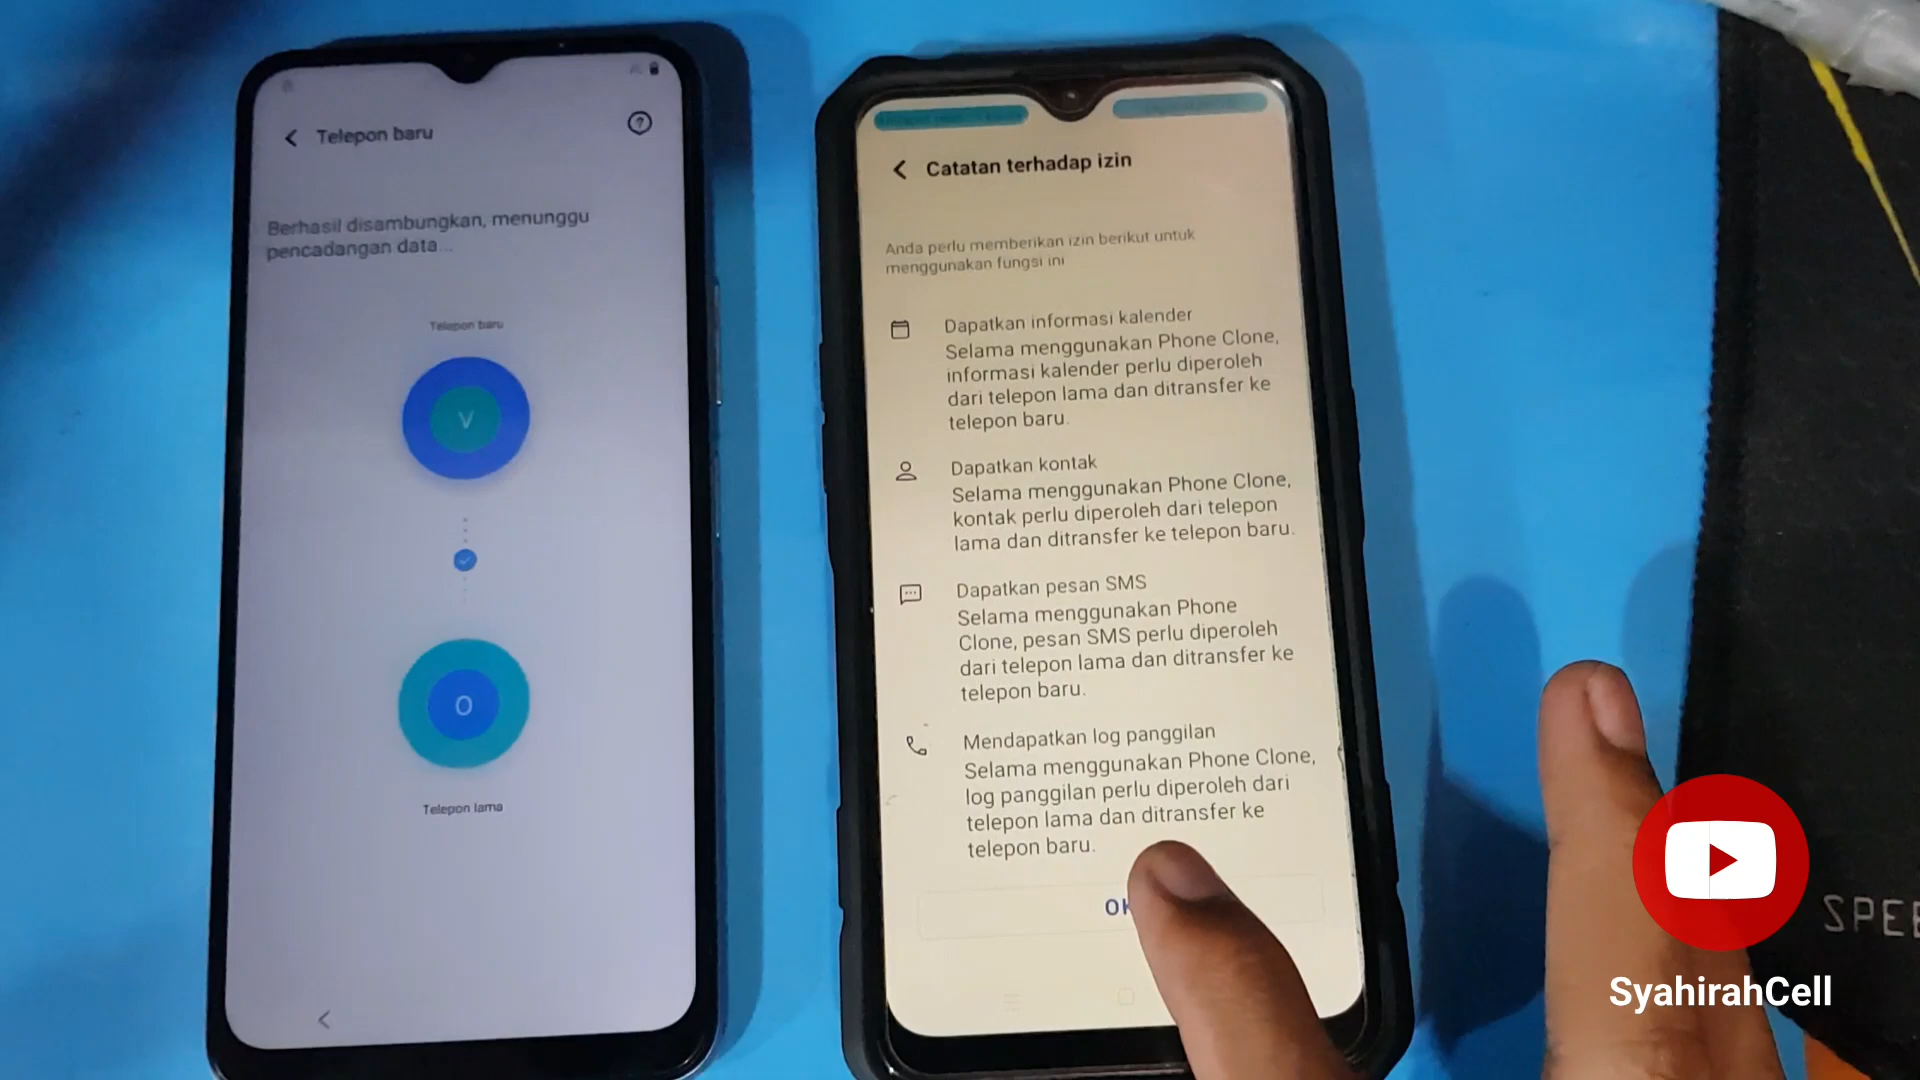 Telepon baru
Berhasil disambungkan, menunggu
pencadangan data...
Telepon baru
V
O
Telepon lama
Catatan terhadap izin
Anda perlu memberikan izin berikut untuk
menggunakan fungsi ini
Dapatkan informasi kalender
Selama menggunakan Phone Clone,
informasi kalender perlu diperoleh
dari telepon lama dan ditransfer ke
telepon baru.
Dapatkan kontak
Selama menggunakan Phone Clone,
kontak perlu diperoleh dari telepon
lama dan ditransfer ke telepon baru.
Dapatkan pesan SMS
Selama menggunakan Phone
Clone, pesan SMS perlu diperoleh
dari telepon lama dan ditransfer ke
telepon baru.
Mendapatkan log panggilan
Selama menggunakan Phone Clone,
log panggilan perlu diperoleh dari
telepon lama dan ditransfer ke
telepon baru.
OK
SPEE
SyahirahCell